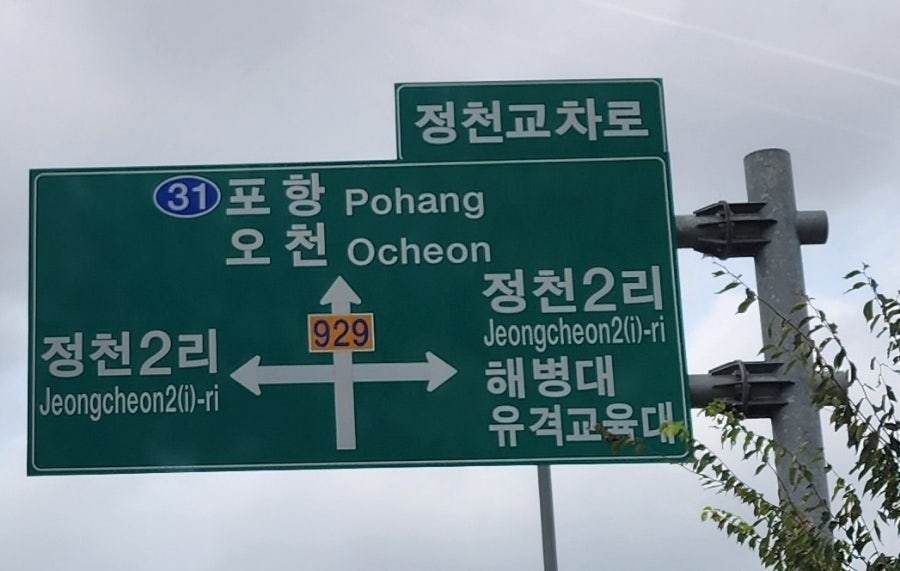 정천교차로
31 포항 Pohang
오천 Ocheon
929
정천2리
Jeongcheon2(i)-ri
정천2리
Jeongcheon2(i)-ri
해병대
유격교육대